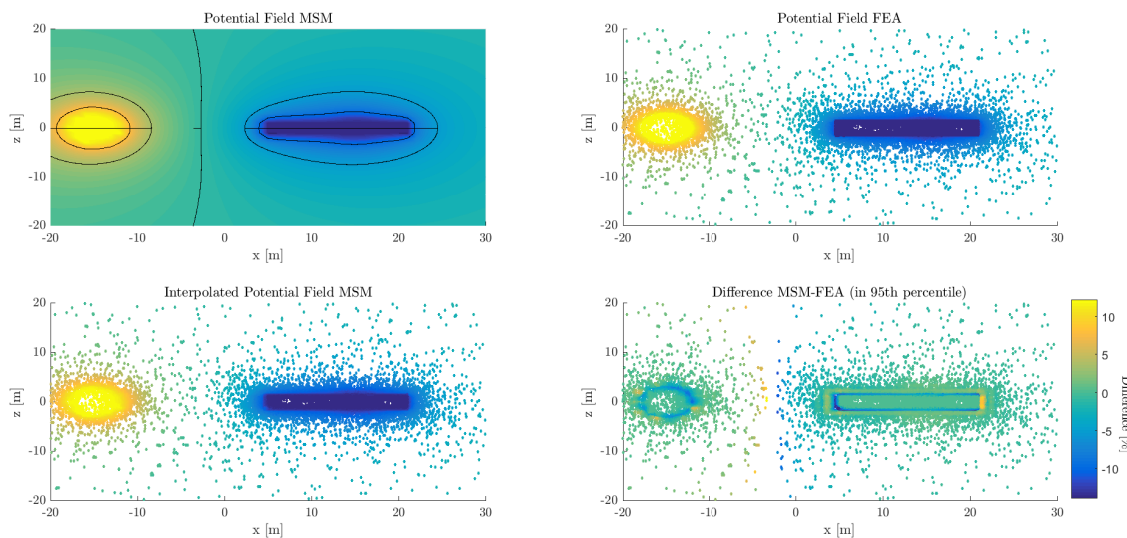 Potential Field MSM
20
10
0
-10
-20
z [m]
-20 -10 0 10 20 30
x [m]
Potential Field FEA
20
10
0
-10
-20
z [m]
-20 -10 0 10 20 30
x [m]
Interpolated Potential Field MSM
20
10
0
-10
-20
z [m]
-20 -10 0 10 20 30
x [m]
Difference MSM-FEA (in 95th percentile)
20
10
0
-10
-20
z [m]
-20 -10 0 10 20 30
x [m]
10
5
0
-5
-10
Difference [%]